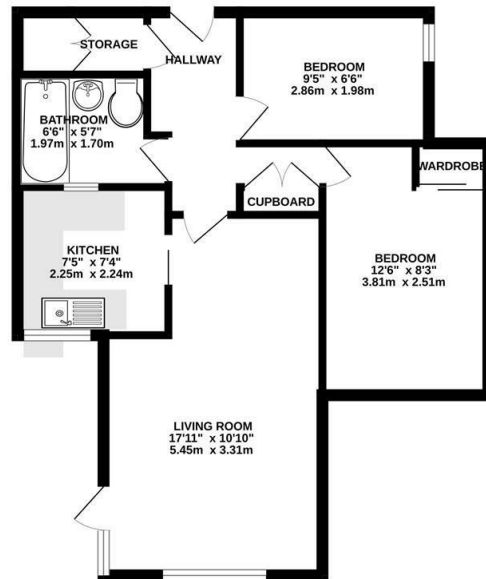 STORAGE
HALLWAY
BEDROOM
9'5" x 6'6"
2.86m x 1.98m
BATHROOM
6'6" x 5'7"
1.97m x 1.70m
WARDROBE
CUPBOARD
KITCHEN
7'5" x 7'4"
2.25m x 2.24m
BEDROOM
12'6" x 8'3"
3.81m x 2.51m
LIVING ROOM
17'11" x 10'10"
5.45m x 3.31m